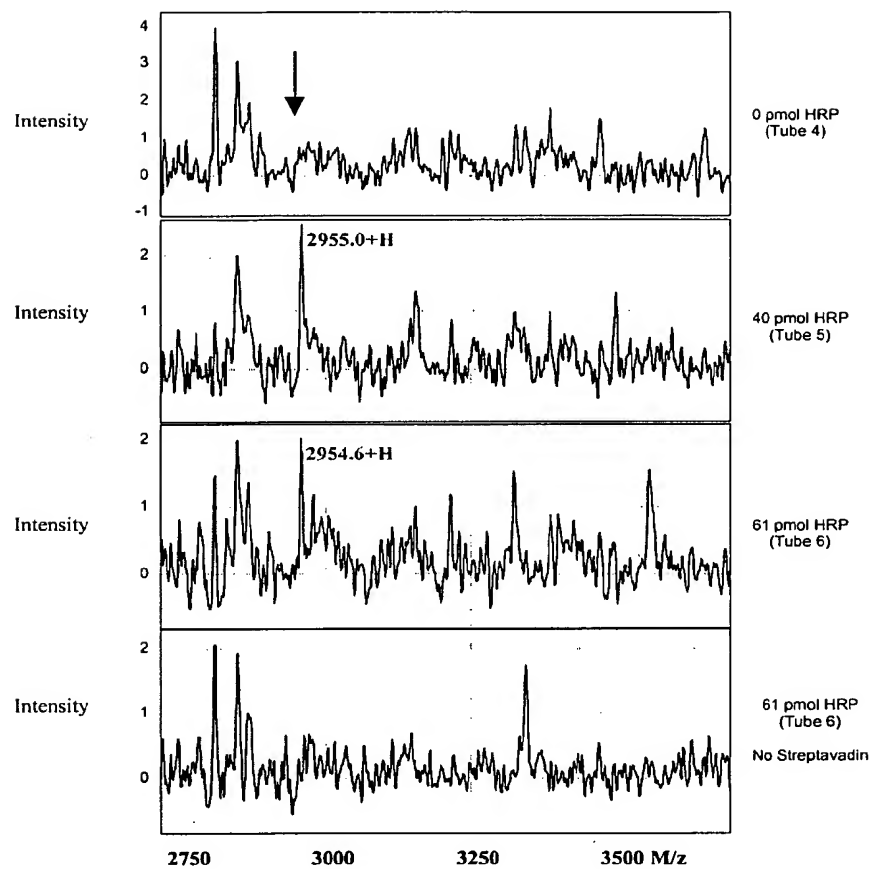 4
3
2
1
0
-1
Intensity
0 pmol HRP
(Tube 4)
2955.0+H
2
1
0
Intensity
40 pmol HRP
(Tube 5)
2954.6+H
2
1
0
Intensity
61 pmol HRP
(Tube 6)
2
1
0
Intensity
61 pmol HRP
(Tube 6)
No Streptavadin
2750 3000 3250 3500 M/z